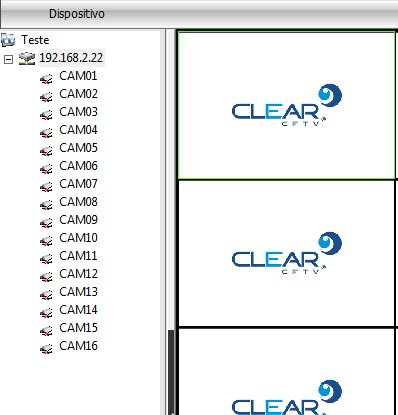 Dispositivo
Teste
192.168.2.22
CAM01
CAM02
CAM03
CAM04
CAM05
CAM06
CAM07
CAM08
CAM09
CAM10
CAM11
CAM12
CAM13
CAM14
CAM15
CAM16
CLEAR
CFTV
CLEAR
CFTV
CLEAR